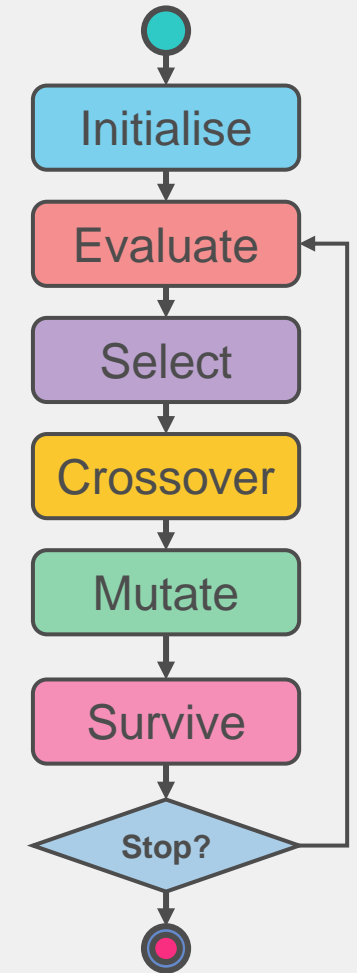 Initialise
Evaluate
Select
Crossover
Mutate
Survive
Stop?